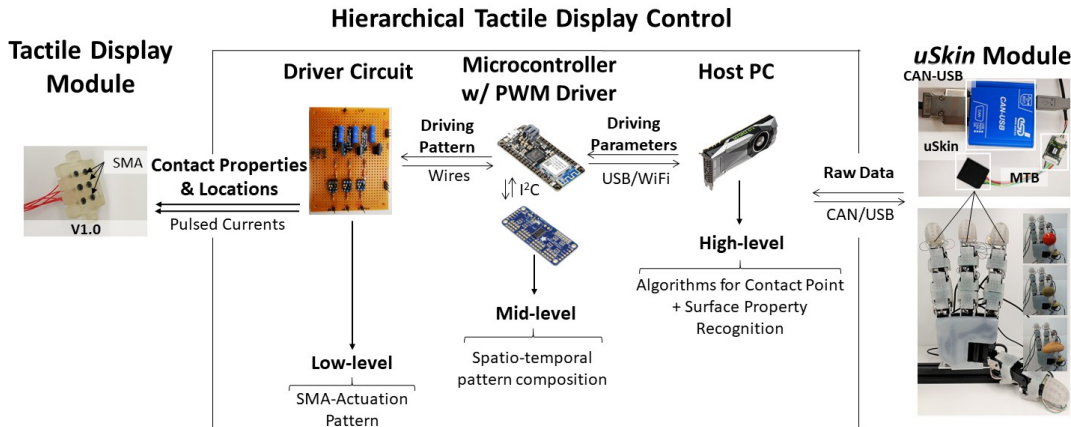 Hierarchical Tactile Display Control
Tactile Display
Module
SMA
V1.0
Contact Properties
& Locations
Pulsed Currents
Driver Circuit
Low-level
SMA-Actuation
Pattern
Driving
Pattern
Wires
Microcontroller
w/ PWM Driver
I²C
Mid-level
Spatio-temporal
pattern composition
Driving
Parameters
USB/WiFi
Host PC
High-level
Algorithms for Contact Point
+ Surface Property
Recognition
Raw Data
CAN/USB
uSkin Module
CAN-USB
CAN-USB
uSkin
MTB